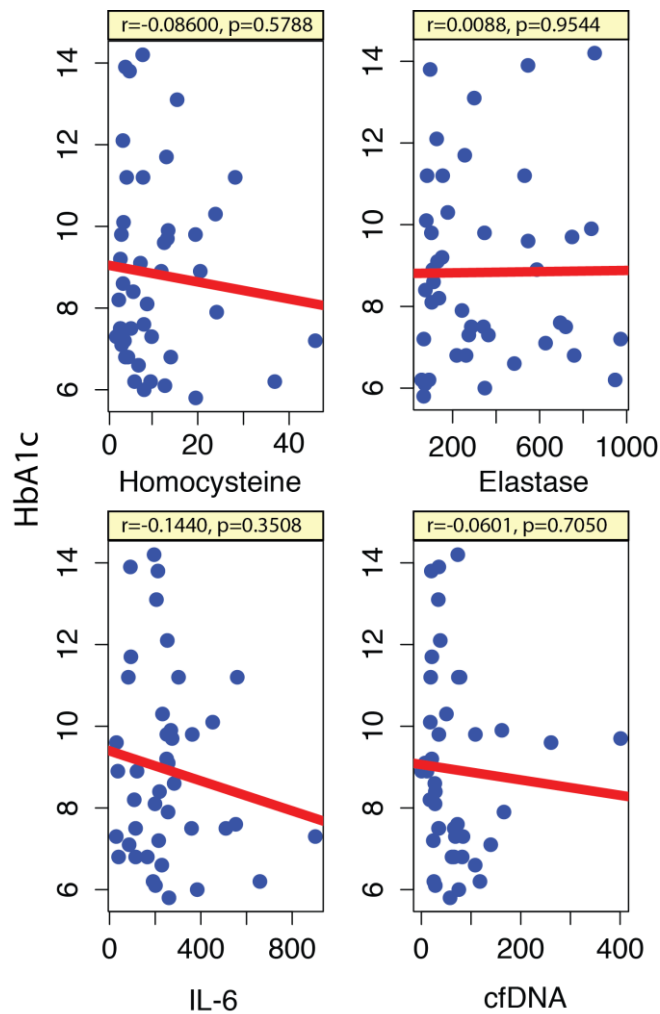 r=-0.08600, p=0.5788
r=0.0088, p=0.9544
14
12
10
8
6
0 20 40
Homocysteine
14
12
10
8
6
200 600 1000
Elastase
HbA1c
r=-0.1440, p=0.3508
r=-0.0601, p=0.7050
14
12
10
8
6
0 400 800
IL-6
14
12
10
8
6
0 200 400
cfDNA